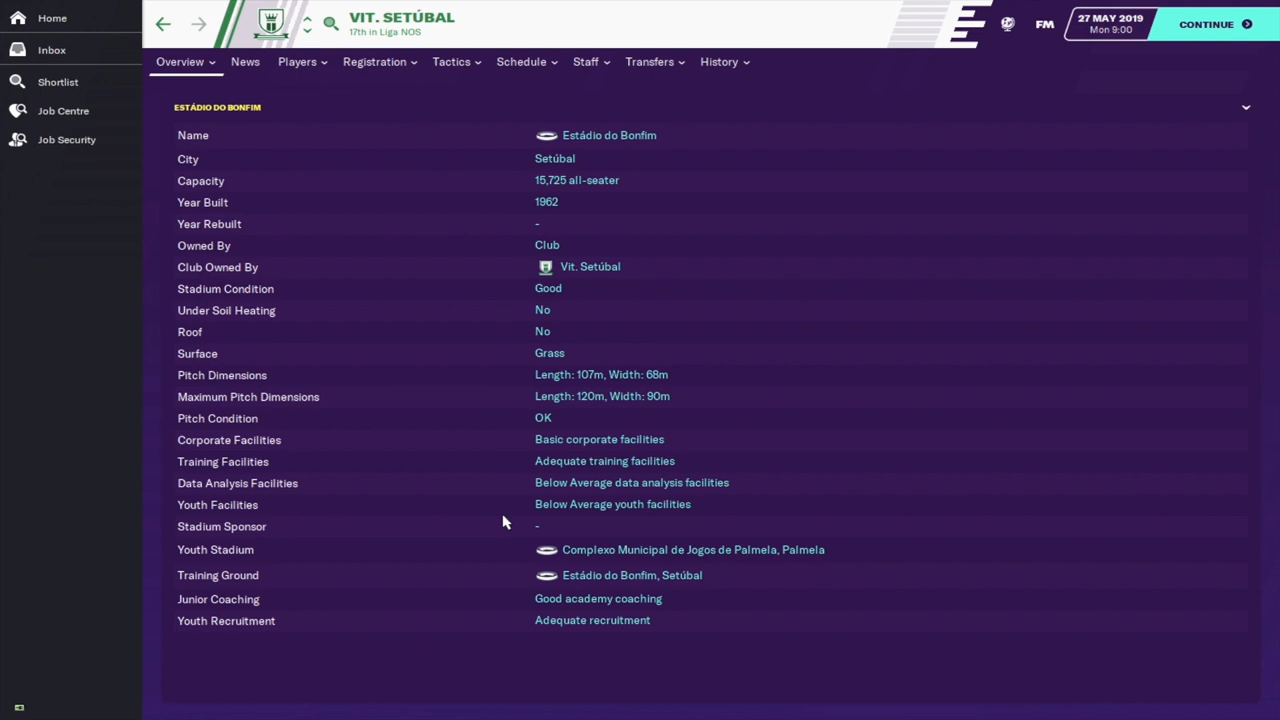 Home
Inbox
Shortlist
Job Centre
Job Security
VIT. SETÚBAL
17th in Liga NOS
FM
27 MAY 2019
Mon 9:00
CONTINUE
Overview News Players Registration Tactics Schedule Staff Transfers History
ESTÁDIO DO BONFIM
Name Estádio do Bonfim
City Setúbal
Capacity 15,725 all-seater
Year Built 1962
Year Rebuilt -
Owned By Club
Club Owned By Vit. Setúbal
Stadium Condition Good
Under Soil Heating No
Roof No
Surface Grass
Pitch Dimensions Length: 107m, Width: 68m
Maximum Pitch Dimensions Length: 120m, Width: 90m
Pitch Condition OK
Corporate Facilities Basic corporate facilities
Training Facilities Adequate training facilities
Data Analysis Facilities Below Average data analysis facilities
Youth Facilities Below Average youth facilities
Stadium Sponsor -
Youth Stadium Complexo Municipal de Jogos de Palmela, Palmela
Training Ground Estádio do Bonfim, Setúbal
Junior Coaching Good academy coaching
Youth Recruitment Adequate recruitment